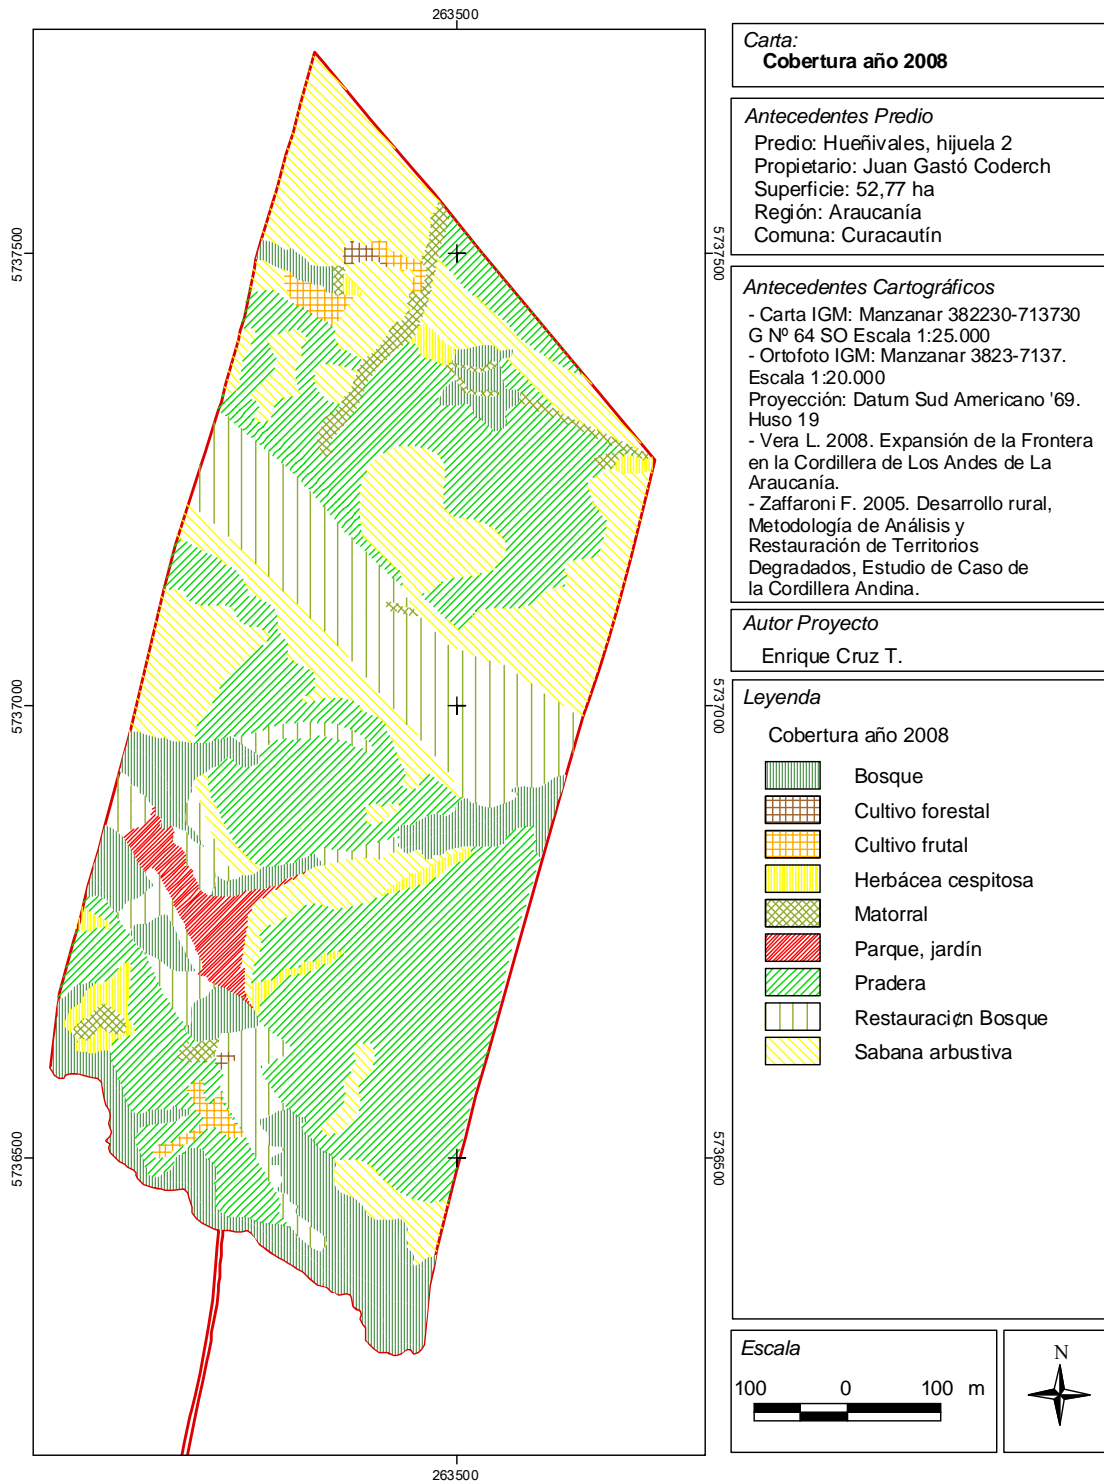 263500
5737500
5737500
5737000
5737000
5736500
5736500
263500
Carta:
Cobertura año 2008
Antecedentes Predio
Predio: Hueñivales, hijuela 2
Propietario: Juan Gastó Coderch
Superficie: 52,77 ha
Región: Araucanía
Comuna: Curacautín
Antecedentes Cartográficos
- Carta IGM: Manzanar 382230-713730
G Nº 64 SO Escala 1:25.000
- Ortofoto IGM: Manzanar 3823-7137.
Escala 1:20.000
Proyección: Datum Sud Americano '69.
Huso 19
- Vera L. 2008. Expansión de la Frontera
en la Cordillera de Los Andes de La
Araucanía.
- Zaffaroni F. 2005. Desarrollo rural,
Metodología de Análisis y
Restauración de Territorios
Degradados, Estudio de Caso de
la Cordillera Andina.
Autor Proyecto
Enrique Cruz T.
Leyenda
Cobertura año 2008
Bosque
Cultivo forestal
Cultivo frutal
Herbácea cespitosa
Matorral
Parque, jardín
Pradera
Restauraci¢n Bosque
Sabana arbustiva
Escala
100 0 100 m
N